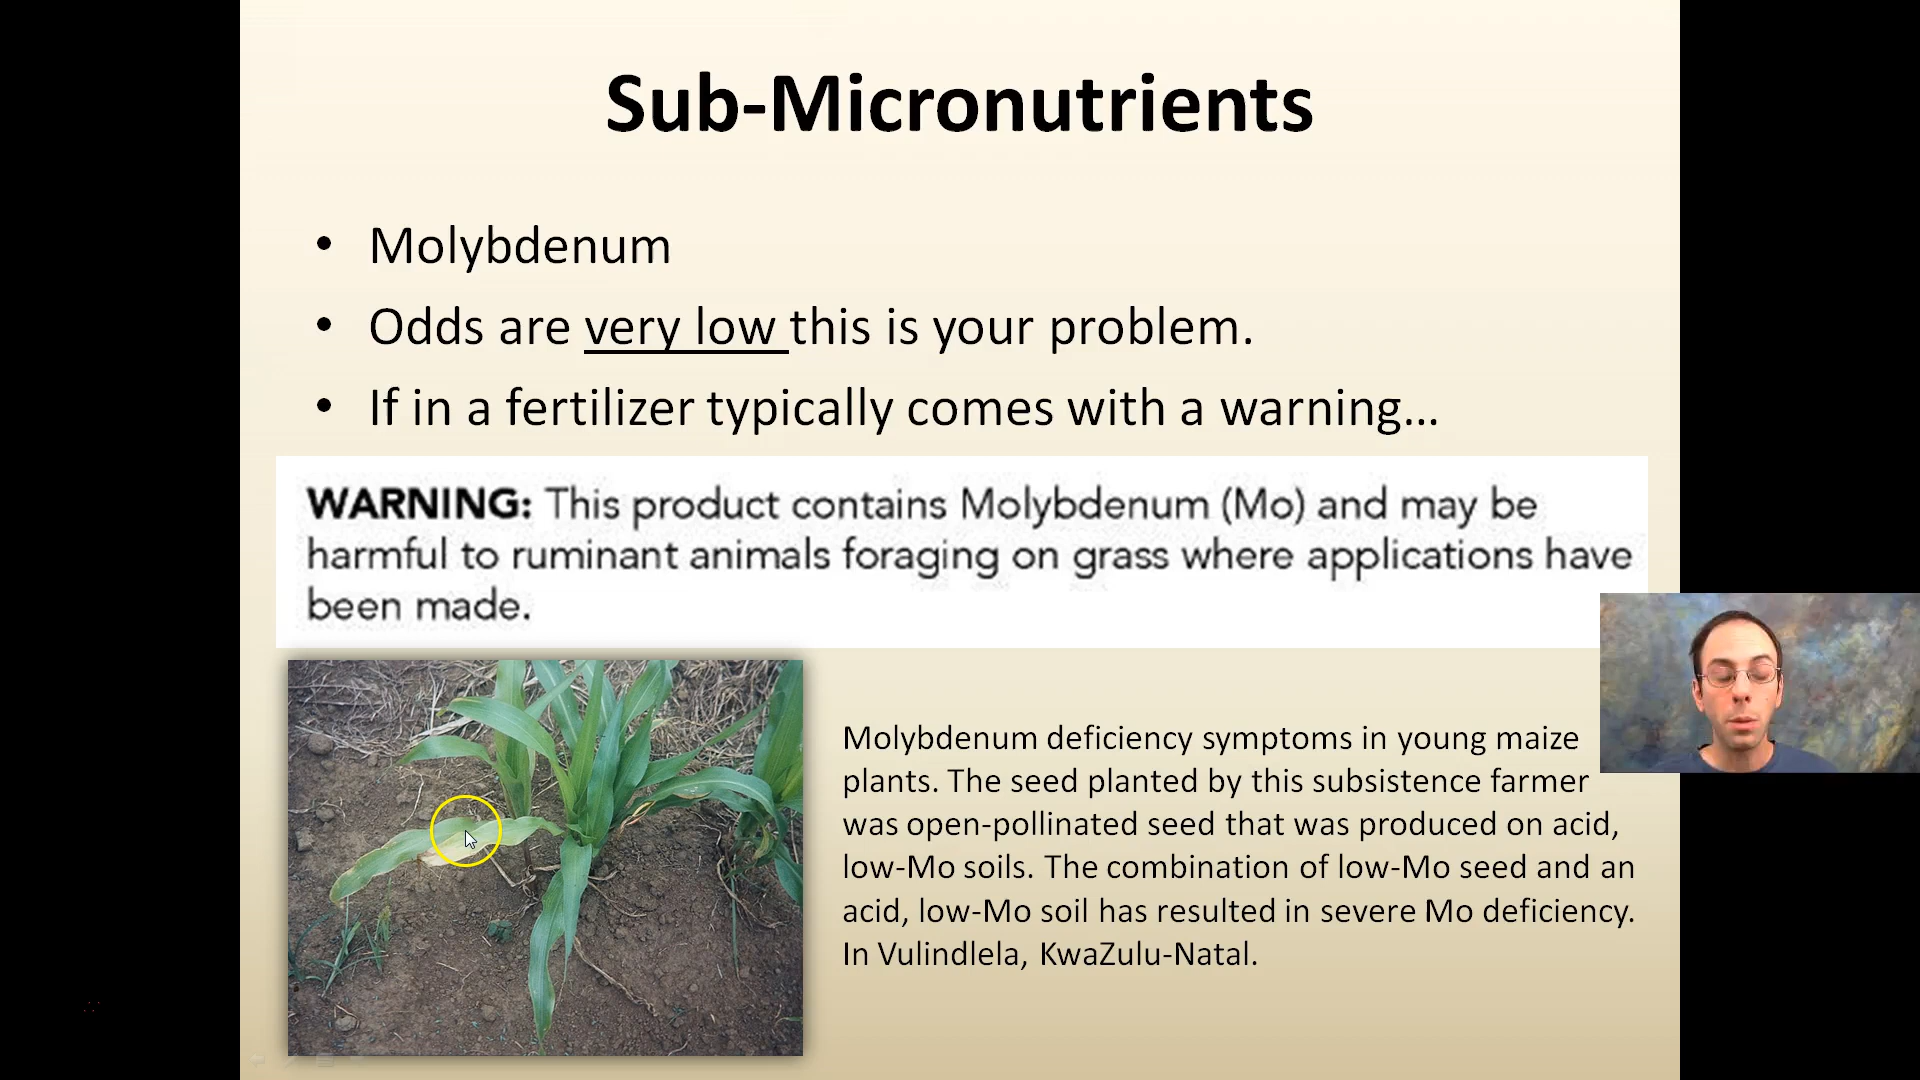 Sub-Micronutrients
• Molybdenum
• Odds are very low this is your problem.
• If in a fertilizer typically comes with a warning...
WARNING: This product contains Molybdenum (Mo) and may be
harmful to ruminant animals foraging on grass where applications have
been made.
Molybdenum deficiency symptoms in young maize
plants. The seed planted by this subsistence farmer
was open-pollinated seed that was produced on acid,
low-Mo soils. The combination of low-Mo seed and an
acid, low-Mo soil has resulted in severe Mo deficiency.
In Vulindlela, KwaZulu-Natal.